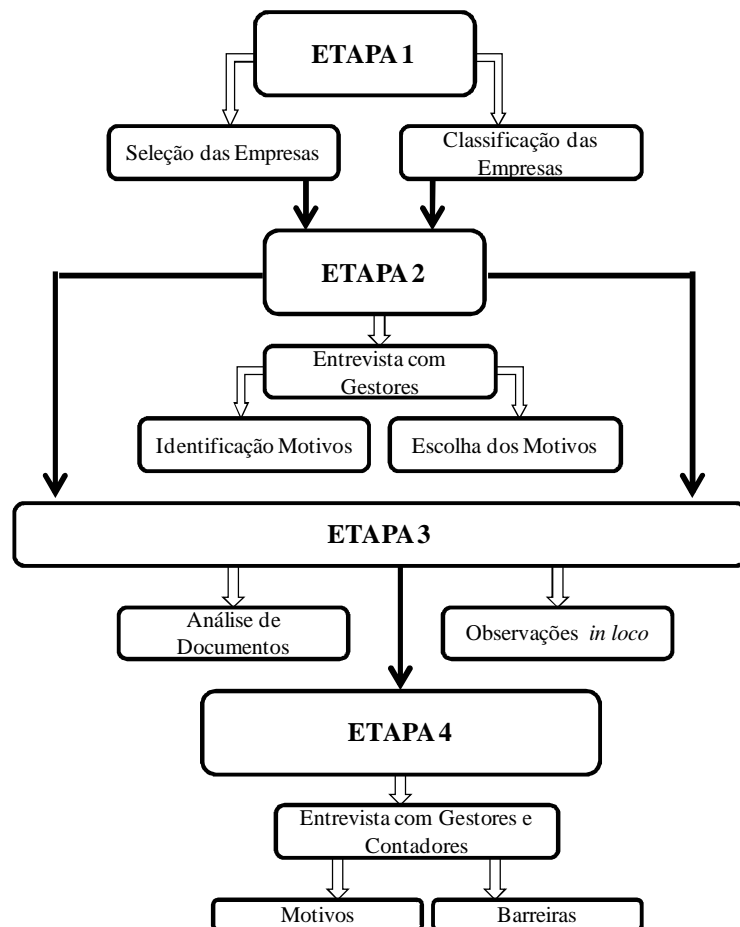 ETAPA 1
Seleção das Empresas
Classificação das
Empresas
ETAPA 2
Entrevista com
Gestores
Identificação Motivos
Escolha dos Motivos
ETAPA 3
Análise de
Documentos
Observações in loco
ETAPA 4
Entrevista com Gestores e
Contadores
Motivos
Barreiras